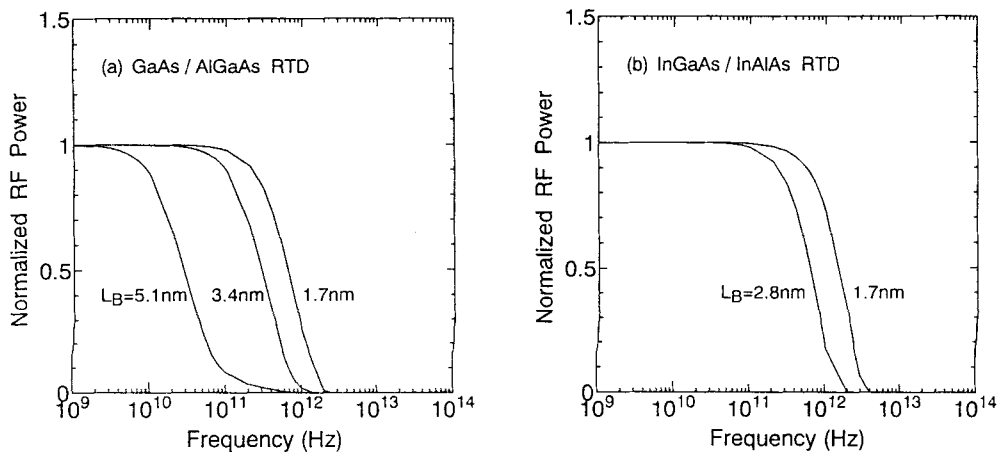 1.5
(a) GaAs / AlGaAs RTD
Normalized RF Power
1
0.5
L_B=5.1nm
3.4nm
1.7nm
0
10^9 10^10 10^11 10^12 10^13 10^14
Frequency (Hz)
1.5
(b) InGaAs / InAlAs RTD
Normalized RF Power
1
0.5
L_B=2.8nm
1.7nm
0
10^9 10^10 10^11 10^12 10^13 10^14
Frequency (Hz)